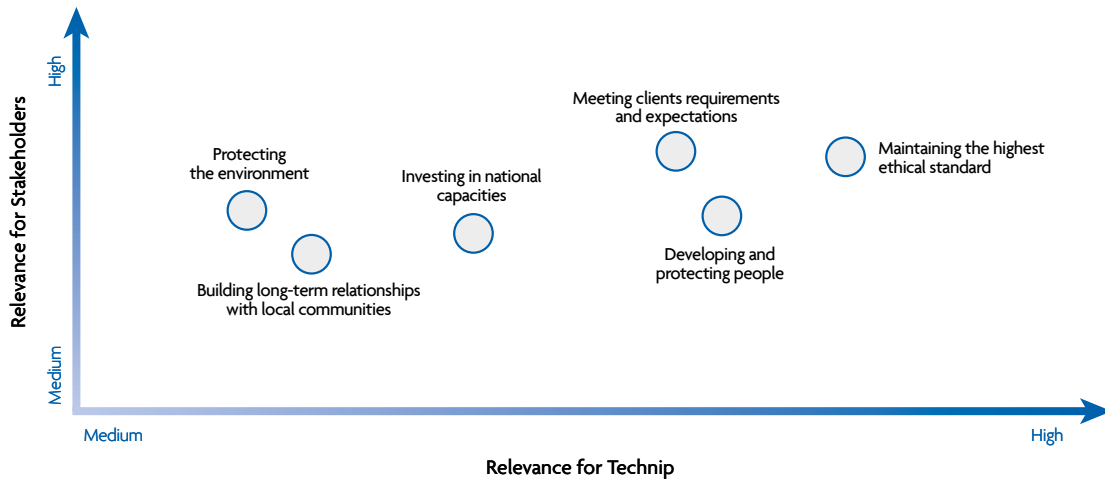 High
Relevance for Stakeholders
Medium
Meeting clients requirements
and expectations
Maintaining the highest
ethical standard
Protecting
the environment
Investing in national
capacities
Developing and
protecting people
Building long-term relationships
with local communities
Medium
High
Relevance for Technip